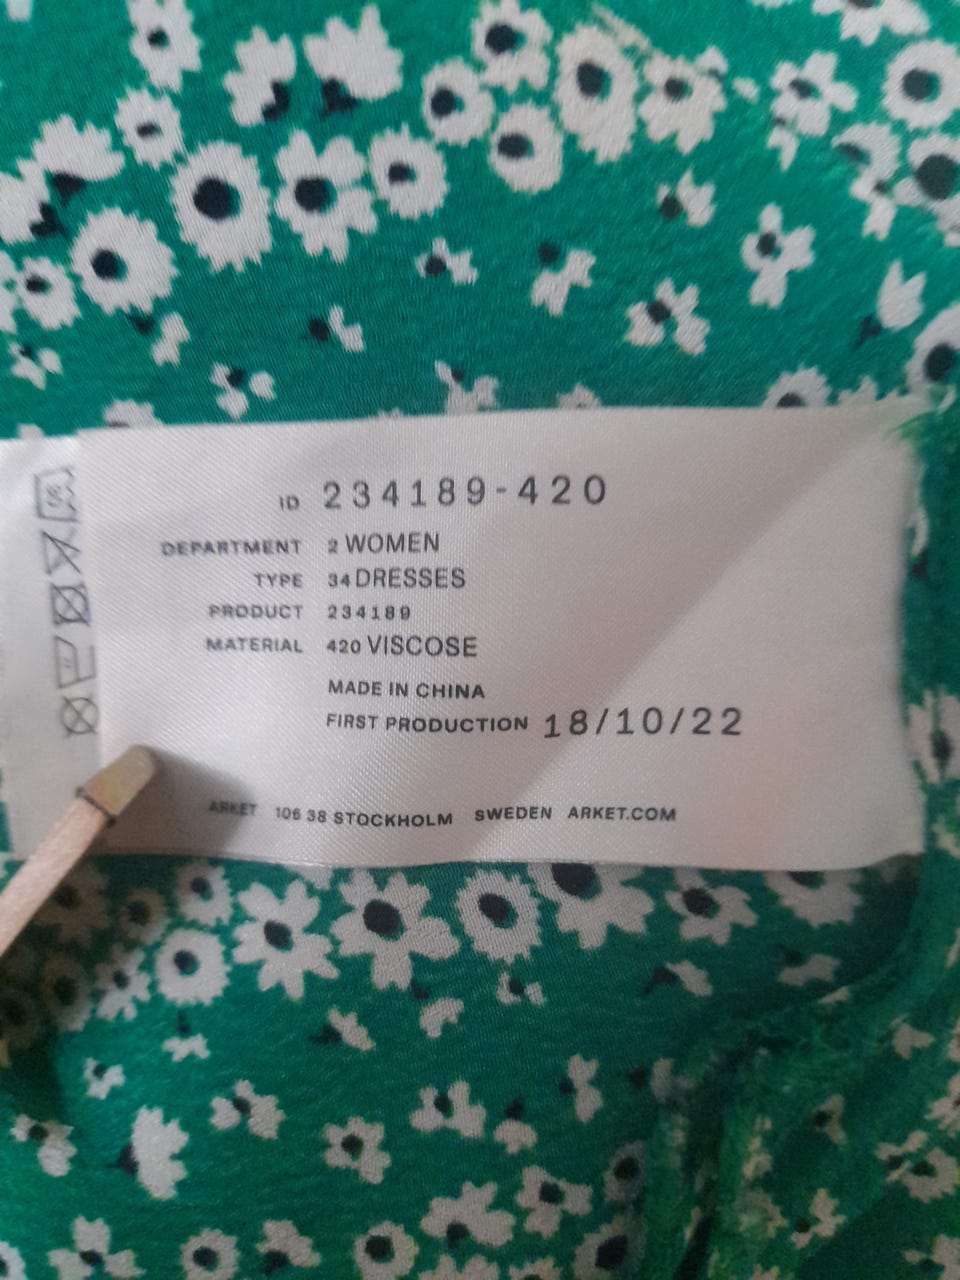 ID 234189-420
DEPARTMENT 2 WOMEN
TYPE 34 DRESSES
PRODUCT 234189
MATERIAL 420 VISCOSE
MADE IN CHINA
FIRST PRODUCTION 18/10/22
ARKET 106 38 STOCKHOLM SWEDEN ARKET.COM